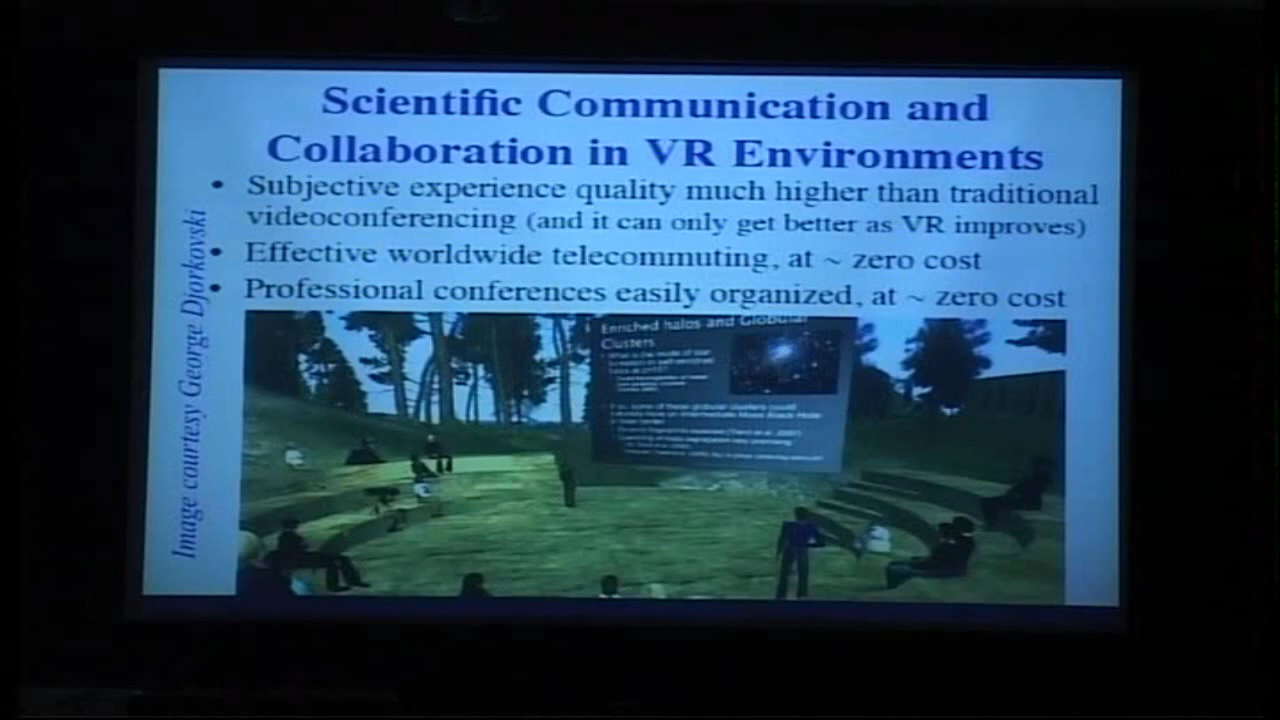 Scientific Communication and
Collaboration in VR Environments
• Subjective experience quality much higher than traditional
videoconferencing (and it can only get better as VR improves)
• Effective worldwide telecommuting, at ~ zero cost
• Professional conferences easily organized, at ~ zero cost
Image courtesy George Djorkovski
Enriched halos and Globular
Clusters